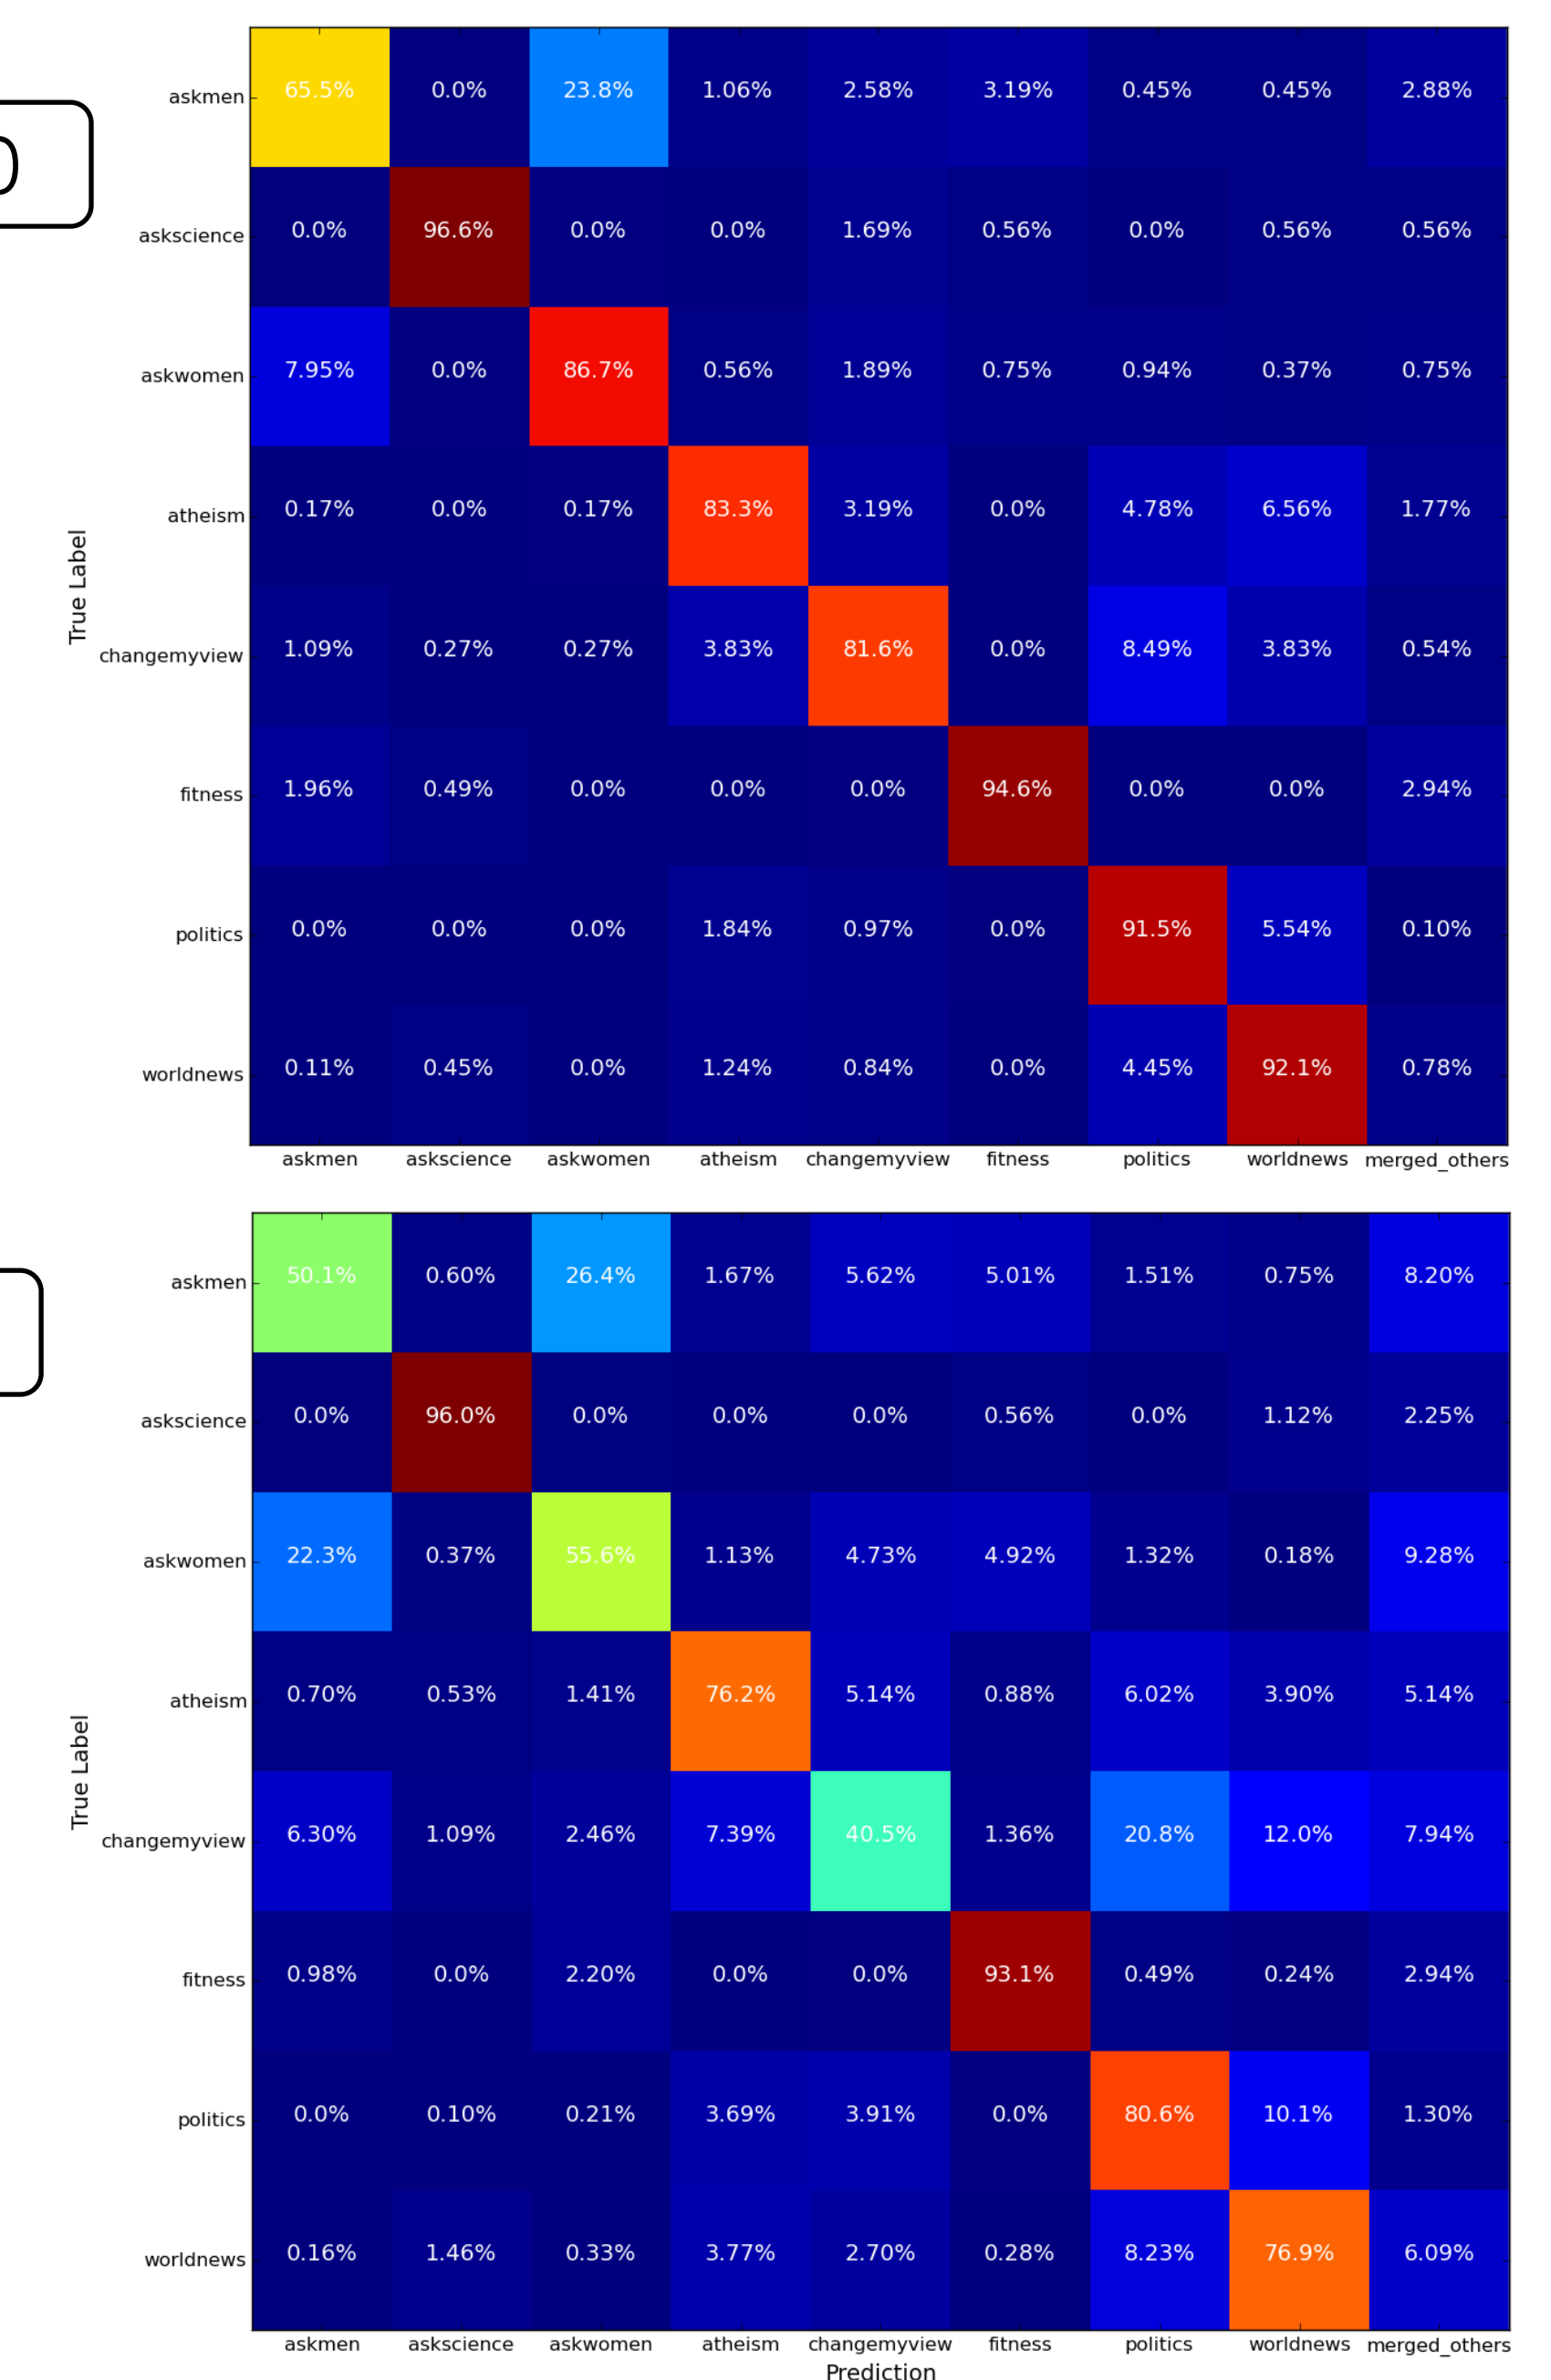 askmen 65.5% 0.0% 23.8% 1.06% 2.58% 3.19% 0.45% 0.45% 2.88%
askscience 0.0% 96.6% 0.0% 0.0% 1.69% 0.56% 0.0% 0.56% 0.56%
askwomen 7.95% 0.0% 86.7% 0.56% 1.89% 0.75% 0.94% 0.37% 0.75%
atheism 0.17% 0.0% 0.17% 83.3% 3.19% 0.0% 4.78% 6.56% 1.77%
True Label
changemyview 1.09% 0.27% 0.27% 3.83% 81.6% 0.0% 8.49% 3.83% 0.54%
fitness 1.96% 0.49% 0.0% 0.0% 0.0% 94.6% 0.0% 0.0% 2.94%
politics 0.0% 0.0% 0.0% 1.84% 0.97% 0.0% 91.5% 5.54% 0.10%
worldnews 0.11% 0.45% 0.0% 1.24% 0.84% 0.0% 4.45% 92.1% 0.78%
askmen askscience askwomen atheism changemyview fitness politics worldnews merged_others
askmen 50.1% 0.60% 26.4% 1.67% 5.62% 5.01% 1.51% 0.75% 8.20%
askscience 0.0% 96.0% 0.0% 0.0% 0.0% 0.56% 0.0% 1.12% 2.25%
askwomen 22.3% 0.37% 55.6% 1.13% 4.73% 4.92% 1.32% 0.18% 9.28%
atheism 0.70% 0.53% 1.41% 76.2% 5.14% 0.88% 6.02% 3.90% 5.14%
True Label
changemyview 6.30% 1.09% 2.46% 7.39% 40.5% 1.36% 20.8% 12.0% 7.94%
fitness 0.98% 0.0% 2.20% 0.0% 0.0% 93.1% 0.49% 0.24% 2.94%
politics 0.0% 0.10% 0.21% 3.69% 3.91% 0.0% 80.6% 10.1% 1.30%
worldnews 0.16% 1.46% 0.33% 3.77% 2.70% 0.28% 8.23% 76.9% 6.09%
askmen askscience askwomen atheism changemyview fitness politics worldnews merged_others
Prediction